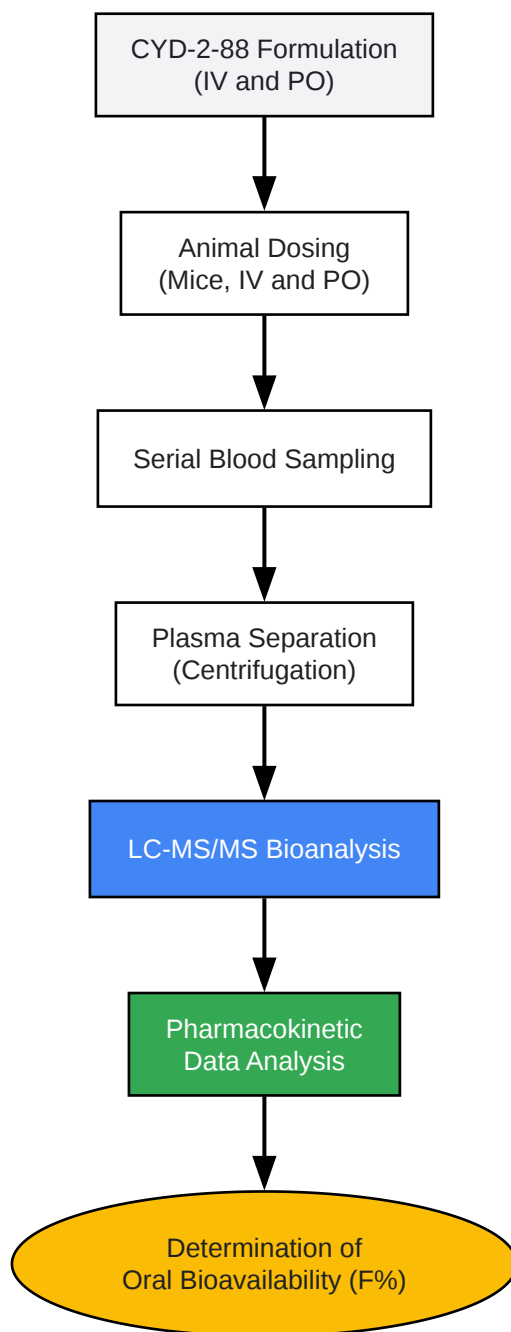 CYD-2-88 Formulation
(IV and PO)
Animal Dosing
(Mice, IV and PO)
Serial Blood Sampling
Plasma Separation
(Centrifugation)
LC-MS/MS Bioanalysis
Pharmacokinetic
Data Analysis
Determination of
Oral Bioavailability (F%)